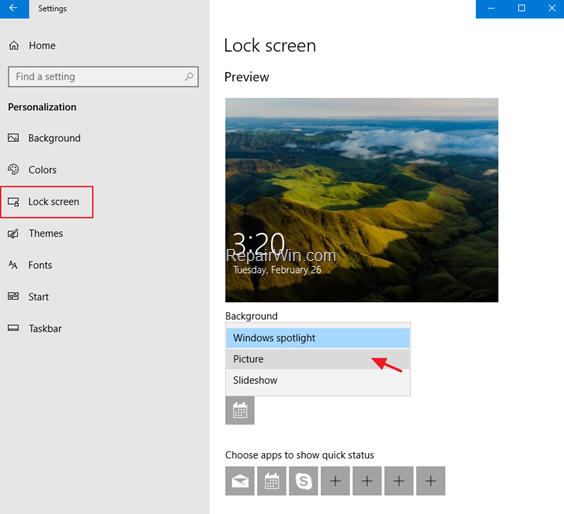 Settings
Home
Find a setting
Personalization
Background
Colors
Lock screen
Themes
Fonts
Start
Taskbar
Lock screen
Preview
3:20
RepairWin.com
Tuesday, February 26
Background
Windows spotlight
Picture
Slideshow
Choose apps to show quick status